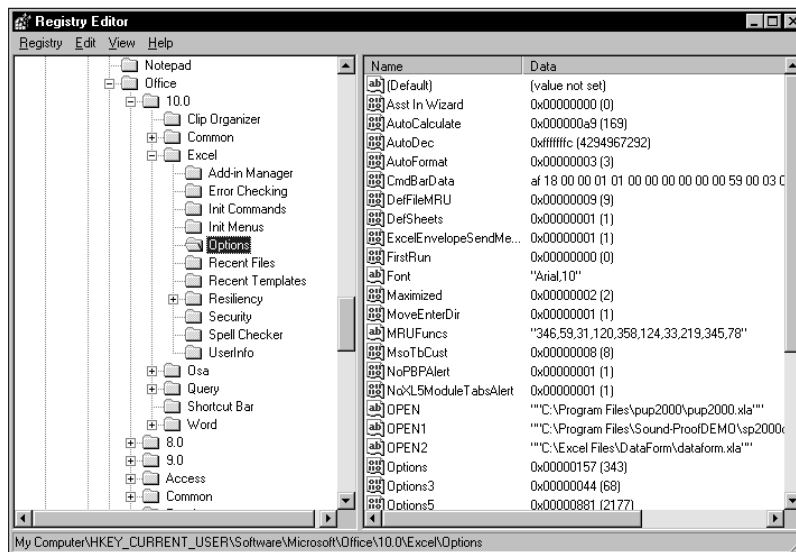 Registry Editor
Registry Edit View Help
Notepad
Office
10.0
Clip Organizer
Common
Excel
Add-in Manager
Error Checking
Init Commands
Init Menus
Options
Recent Files
Recent Templates
Resiliency
Security
Spell Checker
UserInfo
Osa
Query
Shortcut Bar
Word
8.0
9.0
Access
Common
Name Data
(Default) (value not set)
Asst In Wizard 0x00000000 (0)
AutoCalculate 0x000000a9 (169)
AutoDec 0xfffffffc (4294967292)
AutoFormat 0x00000003 (3)
CmdBarData af 18 00 00 01 01 00 00 00 00 00 00 59 00 03 0
DefFileMRU 0x00000009 (9)
DefSheets 0x00000001 (1)
ExcelEnvelopeSendMe... 0x00000001 (1)
FirstRun 0x00000000 (0)
Font "Arial,10"
Maximized 0x00000002 (2)
MoveEnterDir 0x00000001 (1)
MRUFuncs "346,59,31,120,358,124,33,219,345,78"
MsoTbCust 0x00000008 (8)
NoPBPAlert 0x00000001 (1)
NoXL5ModuleTabsAlert 0x00000001 (1)
OPEN ""C:\Program Files\pup2000\pup2000.xla""
OPEN1 ""C:\Program Files\Sound-ProofDEMO\sp2000
OPEN2 ""C:\Excel Files\DataForm\dataform.xla""
Options 0x00000157 (343)
Options3 0x00000044 (68)
Options5 0x00000881 (2177)
My Computer\HKEY_CURRENT_USER\Software\Microsoft\Office\10.0\Excel\Options